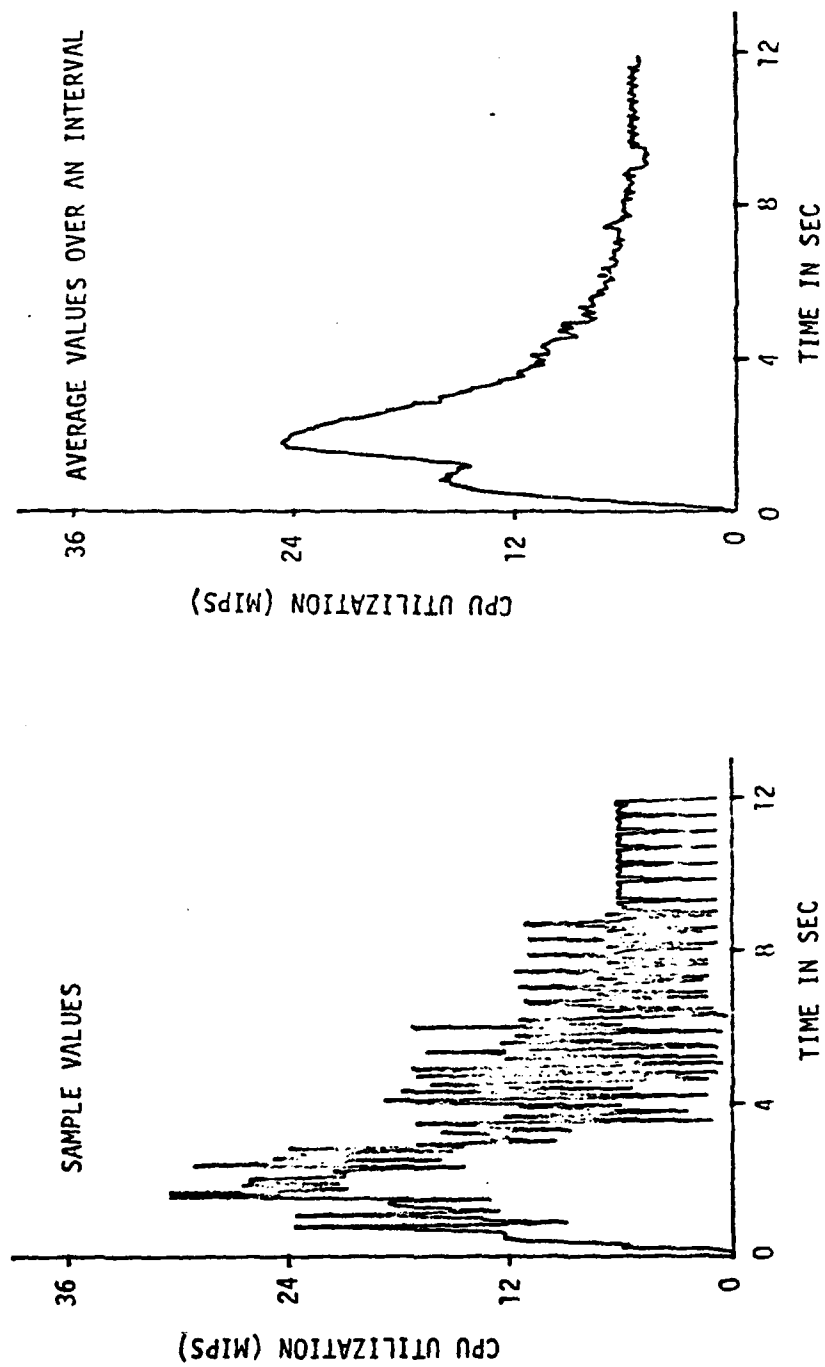 SAMPLE VALUES
CPU UTILIZATION (MIPS)
36
24
12
0
0
4
8
12
TIME IN SEC
AVERAGE VALUES OVER AN INTERVAL
CPU UTILIZATION (MIPS)
36
24
12
0
0
4
8
12
TIME IN SEC